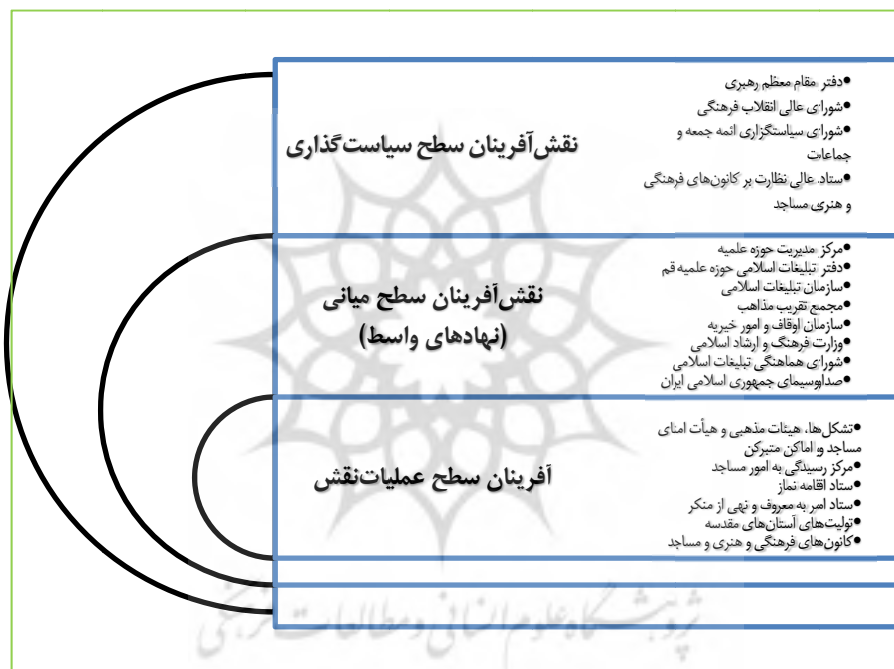 نقش‌آفرینان سطح سیاست‌گذاری
•دفتر مقام معظم رهبری
•شورای عالی انقلاب فرهنگی
•شورای سیاستگزاری ائمه جمعه و
جماعات
•ستاد عالی نظارت بر کانون‌های فرهنگی
و هنری مساجد
نقش‌آفرینان سطح میانی
(نهادهای واسط)
•مرکز مدیریت حوزه علمیه
•دفتر تبلیغات اسلامی حوزه علمیه قم
•سازمان تبلیغات اسلامی
•مجمع تقریب مذاهب
•سازمان اوقاف و امور خیریه
•وزارت فرهنگ و ارشاد اسلامی
•شورای هماهنگی تبلیغات اسلامی
•صداوسیمای جمهوری اسلامی ایران
آفرینان سطح عملیات‌نقش
•تشکل‌ها، هیئات مذهبی و هیأت امنای
مساجد و اماکن متبرکن
•مرکز رسیدگی به امور مساجد
•ستاد اقامه نماز
•ستاد امر به معروف و نهی از منکر
•تولیت‌های آستان‌های مقدسه
•کانون‌های فرهنگی و هنری و مساجد
پژوهشگاه علوم انسانی و مطالعات فرهنگی